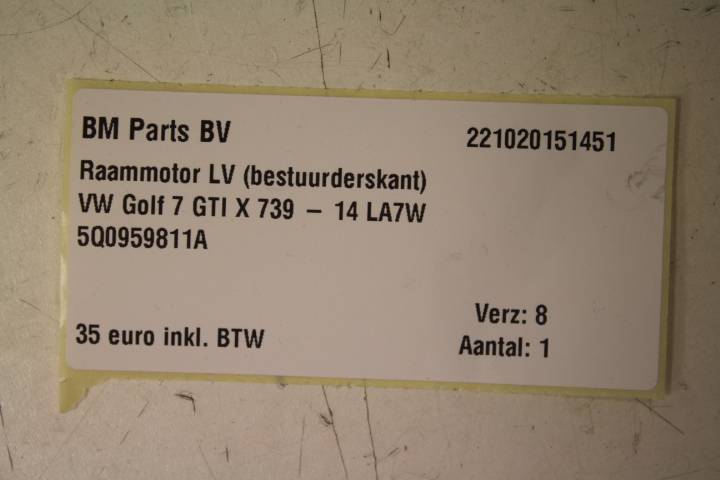 BM Parts BV 221020151451
Raammotor LV (bestuurderskant)
VW Golf 7 GTI X 739 – 14 LA7W
5Q0959811A
Verz: 8
35 euro inkl. BTW Aantal: 1